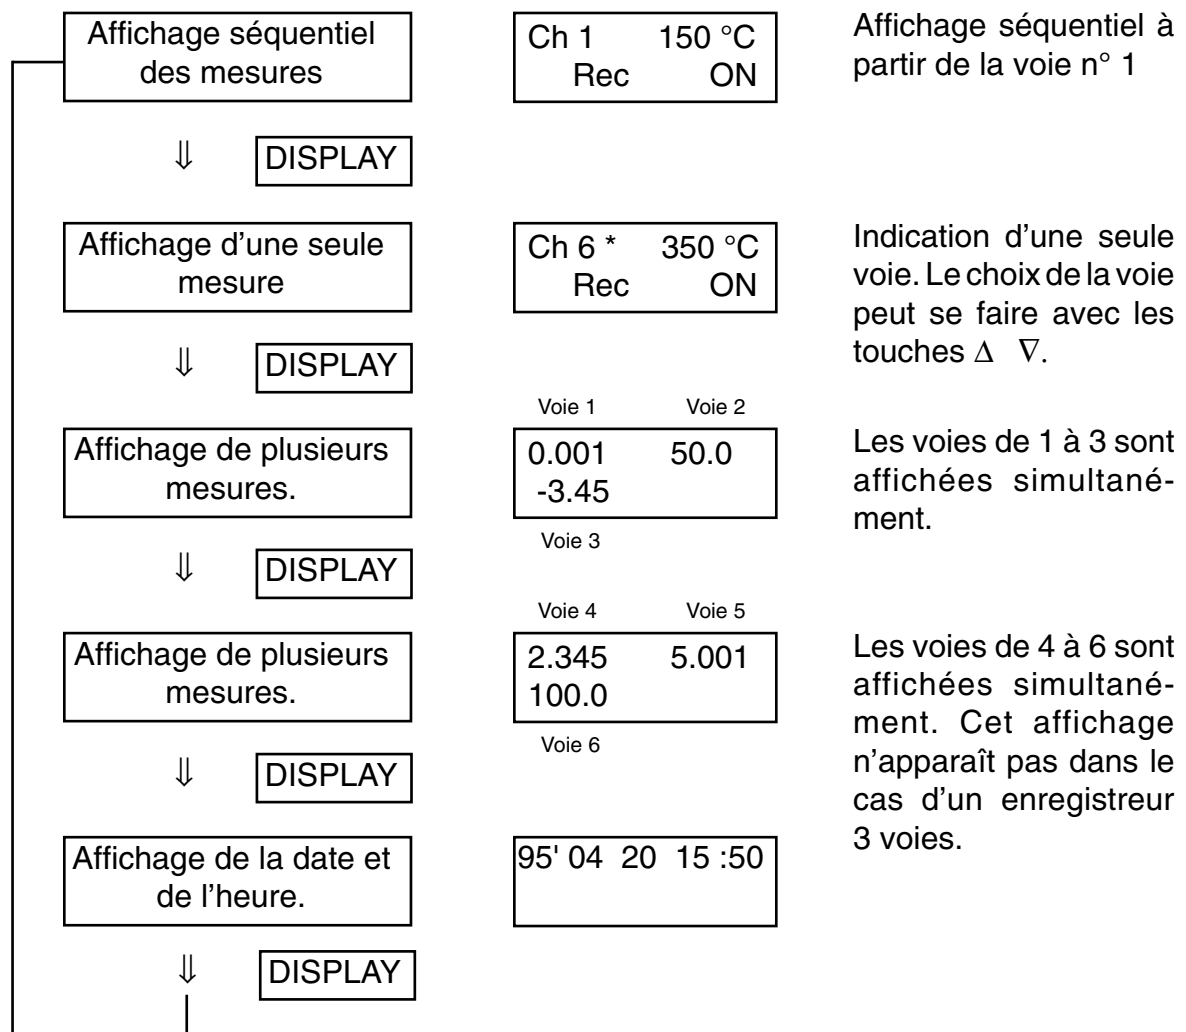 Affichage séquentiel
des mesures
Ch 1 150 °C
Rec ON
Affichage séquentiel à
partir de la voie n° 1
⇓ DISPLAY
Affichage d'une seule
mesure
Ch 6 * 350 °C
Rec ON
Indication d'une seule
voie. Le choix de la voie
peut se faire avec les
touches Δ ∇.
⇓ DISPLAY
Voie 1 Voie 2
Affichage de plusieurs
mesures.
0.001 50.0
-3.45
Voie 3
Les voies de 1 à 3 sont
affichées simultané-
ment.
⇓ DISPLAY
Voie 4 Voie 5
Affichage de plusieurs
mesures.
2.345 5.001
100.0
Voie 6
Les voies de 4 à 6 sont
affichées simultané-
ment. Cet affichage
n'apparaît pas dans le
cas d'un enregistreur
3 voies.
⇓ DISPLAY
Affichage de la date et
de l'heure.
95' 04 20 15 :50
⇓ DISPLAY